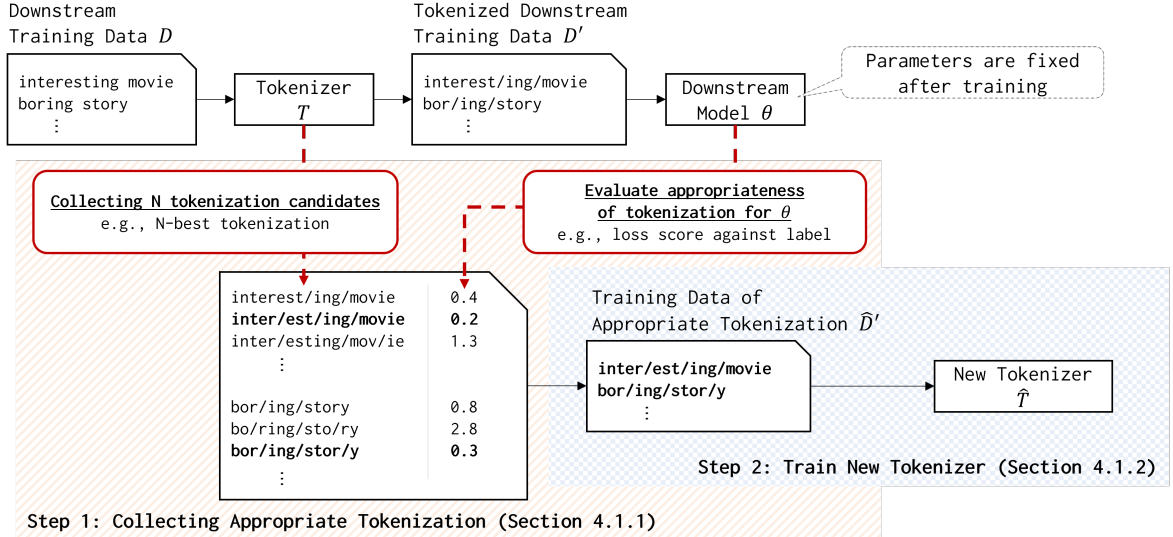 Downstream
Training Data D
interesting movie
boring story
⋮
Tokenizer
T
Tokenized Downstream
Training Data D′
interest/ing/movie
bor/ing/story
⋮
Downstream
Model θ
Parameters are fixed
after training
Collecting N tokenization candidates
e.g., N-best tokenization
Evaluate appropriateness
of tokenization for θ
e.g., loss score against label
interest/ing/movie 0.4
inter/est/ing/movie 0.2
inter/esting/mov/ie 1.3
⋮
bor/ing/story 0.8
bo/ring/sto/ry 2.8
bor/ing/stor/y 0.3
⋮
Training Data of
Appropriate Tokenization D̂′
inter/est/ing/movie
bor/ing/stor/y
⋮
New Tokenizer
T̂
Step 2: Train New Tokenizer (Section 4.1.2)
Step 1: Collecting Appropriate Tokenization (Section 4.1.1)